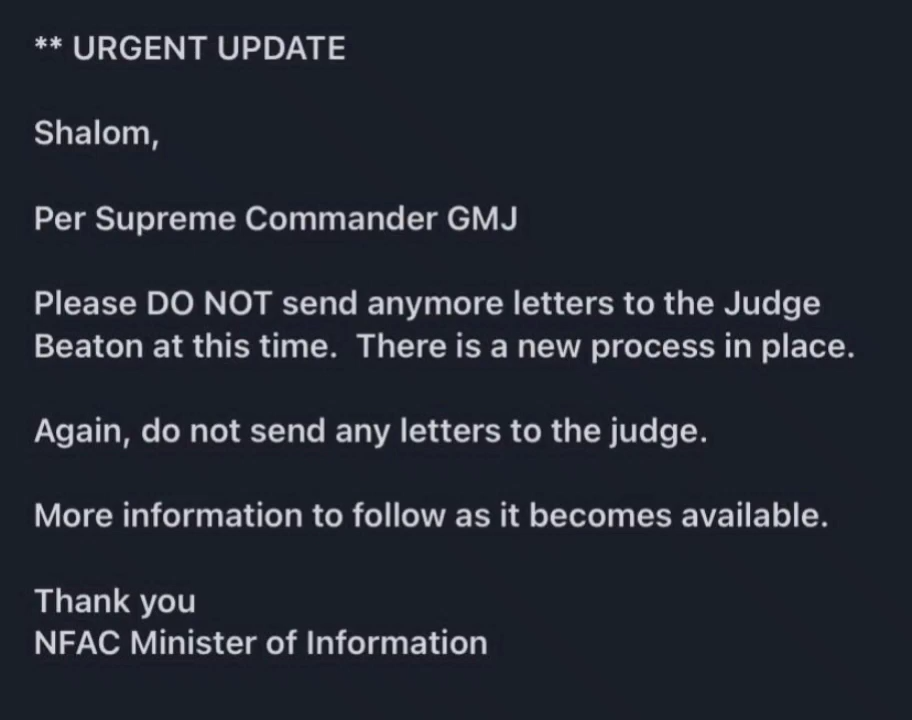 ** URGENT UPDATE
Shalom,
Per Supreme Commander GMJ
Please DO NOT send anymore letters to the Judge
Beaton at this time.  There is a new process in place.
Again, do not send any letters to the judge.
More information to follow as it becomes available.
Thank you
NFAC Minister of Information